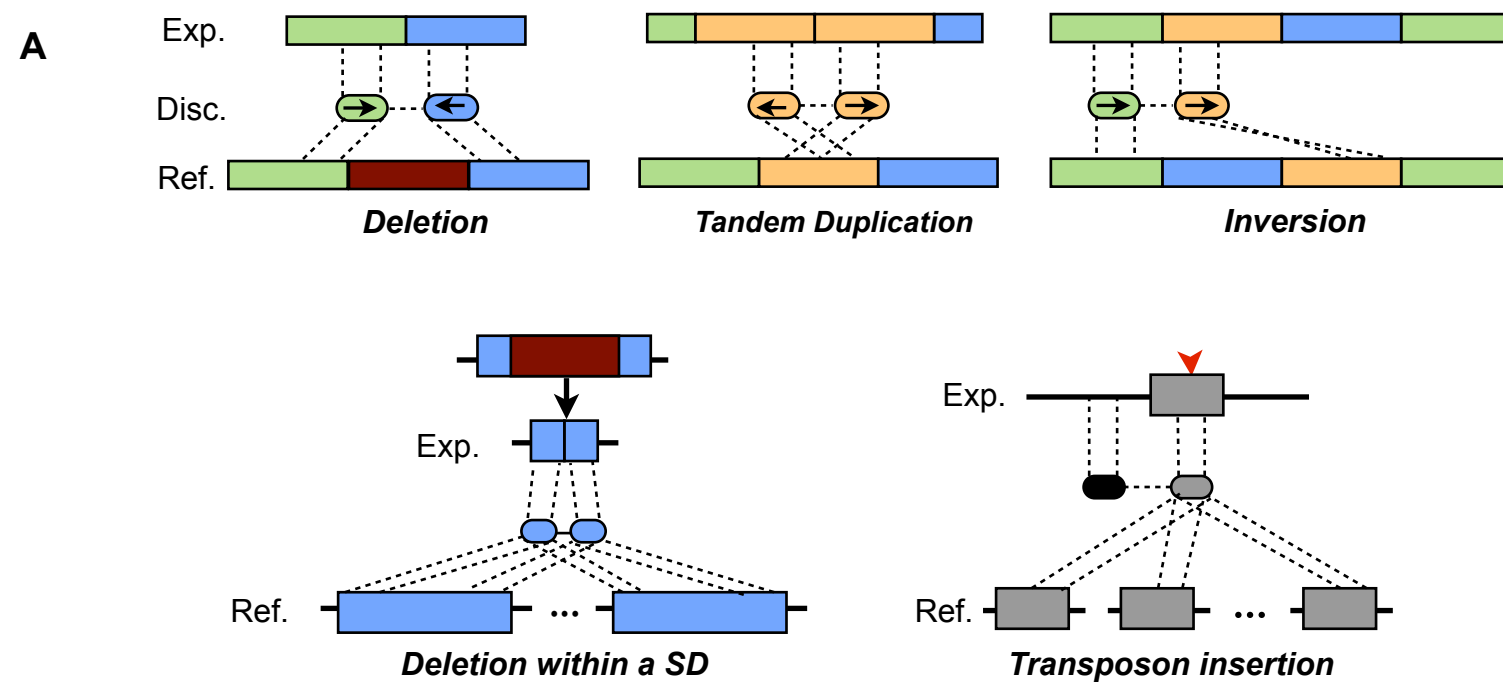 A
Exp.
Disc.
Ref.
Deletion
Tandem Duplication
Inversion
Exp.
Ref.
...
Deletion within a SD
Exp.
Ref.
...
Transposon insertion